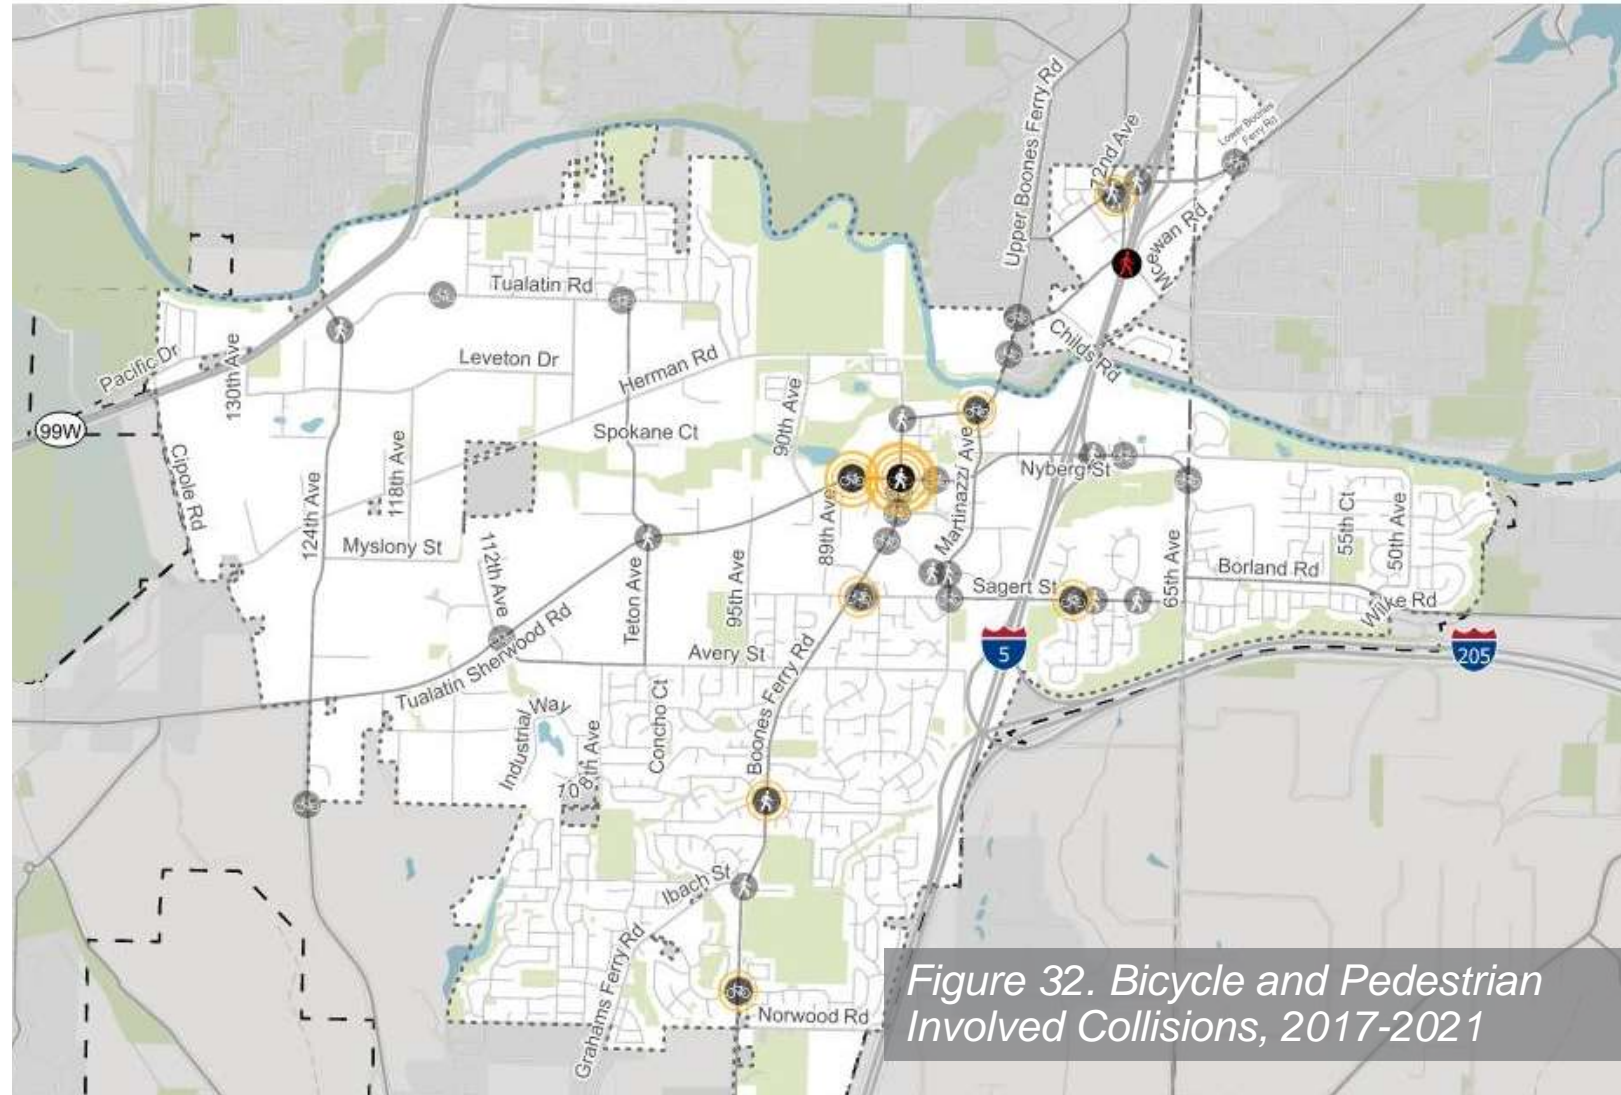 Upper Boones Ferry Rd
72nd Ave
Lower Boones
Ferry Rd
Mcewan Rd
Tualatin Rd
Childs Rd
Pacific Dr
130th Ave
Leveton Dr
Herman Rd
90th Ave
99W
Spokane Ct
Cipole Rd
118th Ave
124th Ave
Martinazzi Ave
Nyberg St
89th Ave
55th Ct
50th Ave
Myslony St
112th Ave
Teton Ave
95th Ave
Sagert St
65th Ave
Borland Rd
Wilke Rd
5
205
Avery St
Tualatin Sherwood Rd
Boones Ferry Rd
Concho Ct
Industrial Way
108th Ave
Ibach St
Grahams Ferry Rd
Norwood Rd
Figure 32. Bicycle and Pedestrian
Involved Collisions, 2017-2021